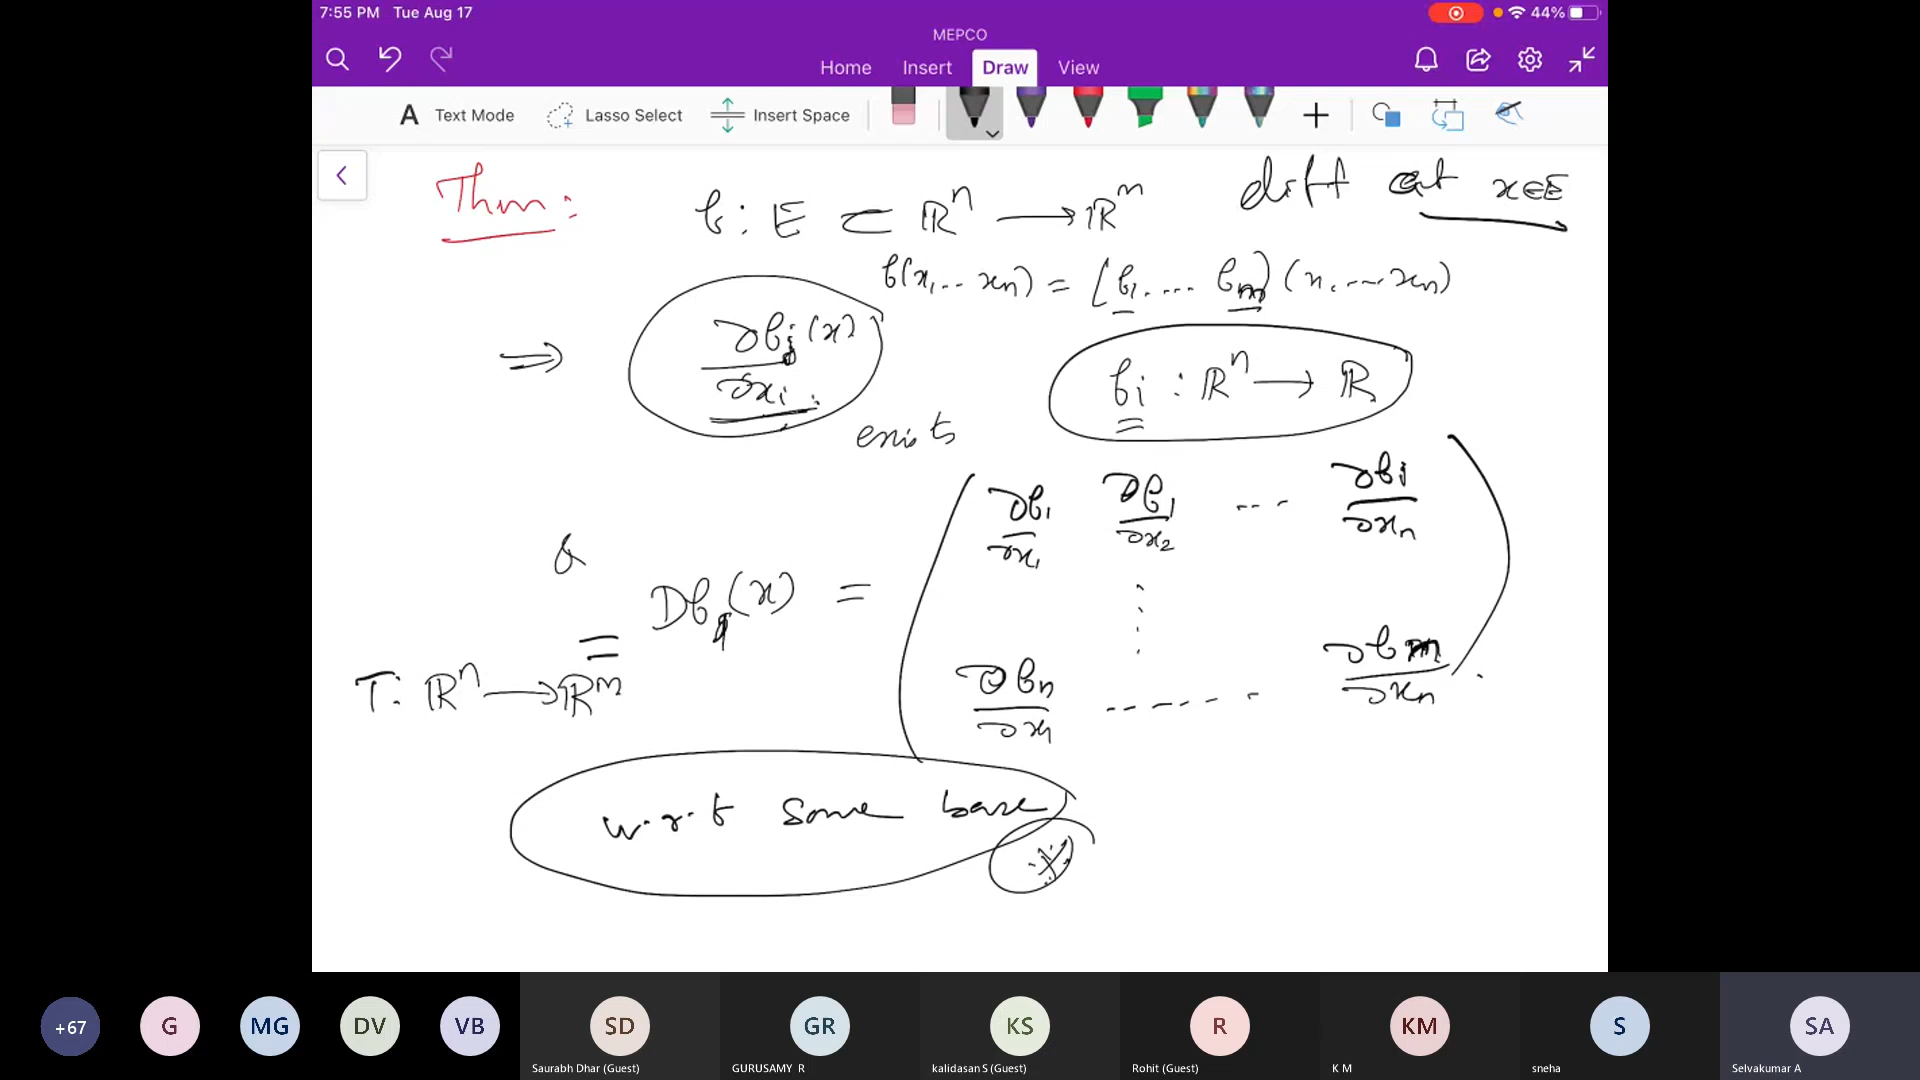 7:55 PM Tue Aug 17 44%
MEPCO
Home Insert Draw View
A Text Mode Lasso Select Insert Space
Thm: f : E ⊂ ℝⁿ → ℝᵐ diff at x∈E
f(x₁...xₙ) = (f₁.... fₘ)(x₁....xₙ)
⇒ ∂fⱼ(x)/∂xᵢ exists fᵢ : ℝⁿ → ℝ
& Df(x) = ( ∂f₁/∂x₁ ∂f₁/∂x₂ ... ∂f₁/∂xₙ
⋮
∂fₙ/∂x₁ ....... ∂fₘ/∂xₙ ).
T: ℝⁿ → ℝᵐ
w.r.t some base
+67 G MG DV VB SD GR KS R KM S SA
Saurabh Dhar (Guest) GURUSAMY R kalidasan S (Guest) Rohit (Guest) K M sneha Selvakumar A